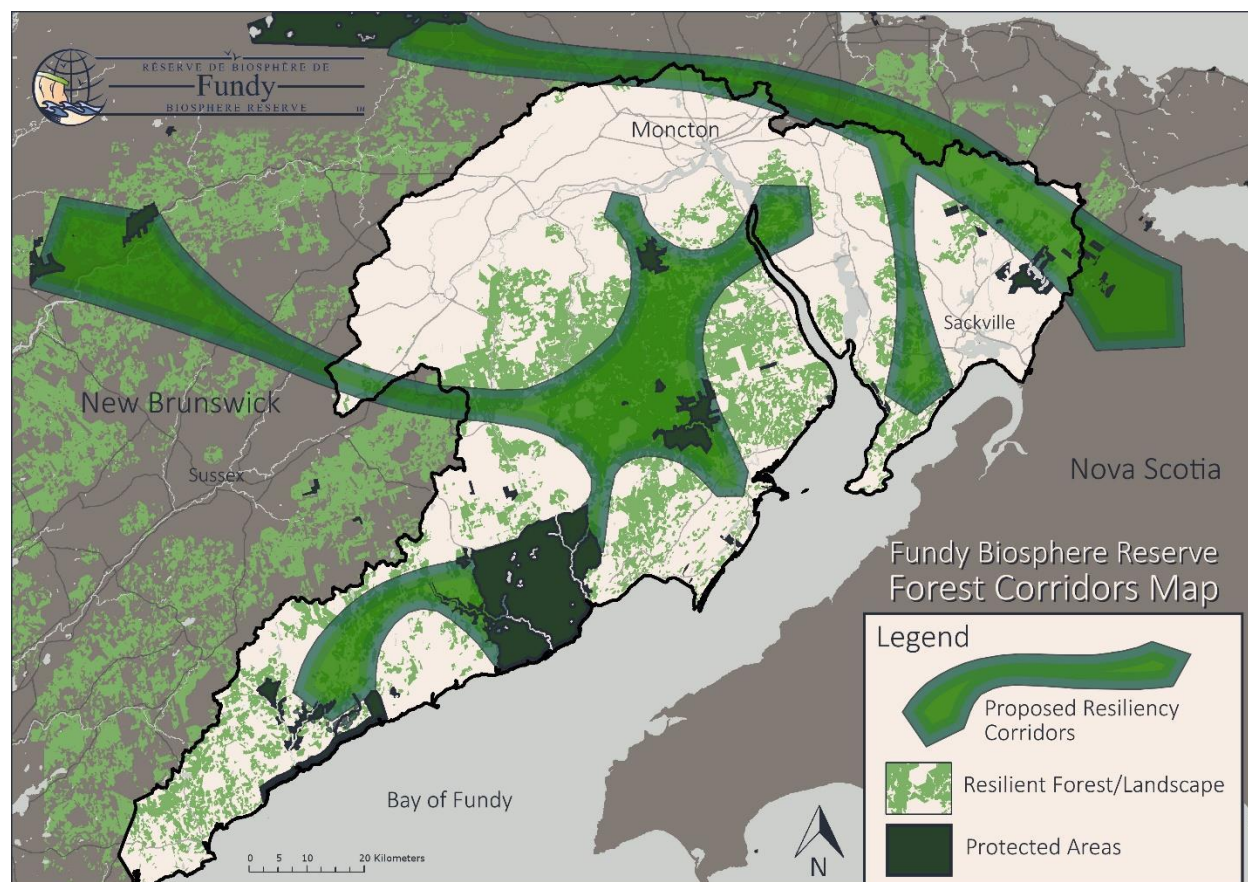 RÉSERVE DE BIOSPHÈRE DE
Fundy
BIOSPHERE RESERVE
TM
Moncton
Sackville
New Brunswick
Sussex
Nova Scotia
Fundy Biosphere Reserve
Forest Corridors Map
Legend
Proposed Resiliency
Corridors
Resilient Forest/Landscape
Protected Areas
Bay of Fundy
0 5 10 20 Kilometers
N